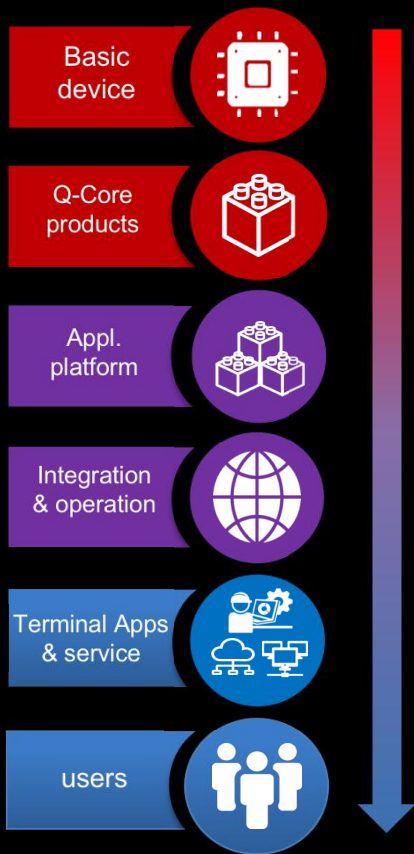 Basic
device
Q-Core
products
Appl.
platform
Integration
& operation
Terminal Apps
& service
users